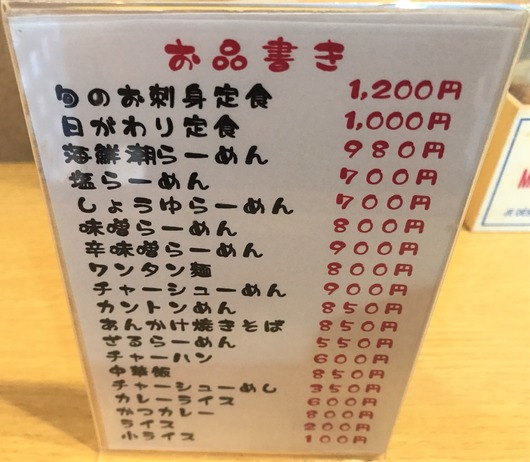 お品書き
旬のお刺身定食 1,200円
日がわり定食 1,000円
海鮮潮らーめん 980円
塩らーめん 700円
しょうゆらーめん 700円
味噌らーめん 800円
辛味噌らーめん 900円
ワンタン麺 800円
チャーシューめん 900円
カントンめん 850円
あんかけ焼きそば 850円
ざるらーめん 550円
チャーハン 600円
中華飯 850円
チャーシューめし 350円
カレーライス 600円
かつカレー 800円
ライス 200円
小ライス 100円